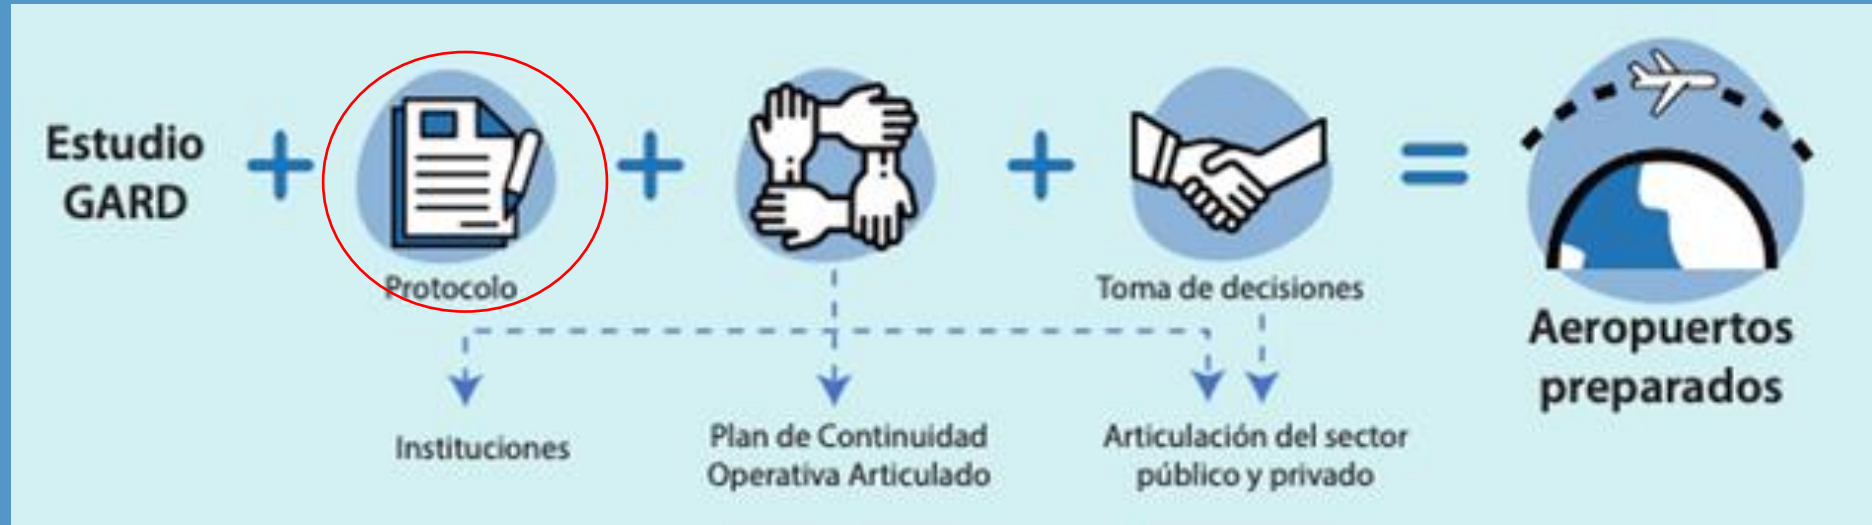 Estudio
GARD
Protocolo
Toma de decisiones
Instituciones
Plan de Continuidad
Operativa Articulado
Articulación del sector
público y privado
Aeropuertos
preparados